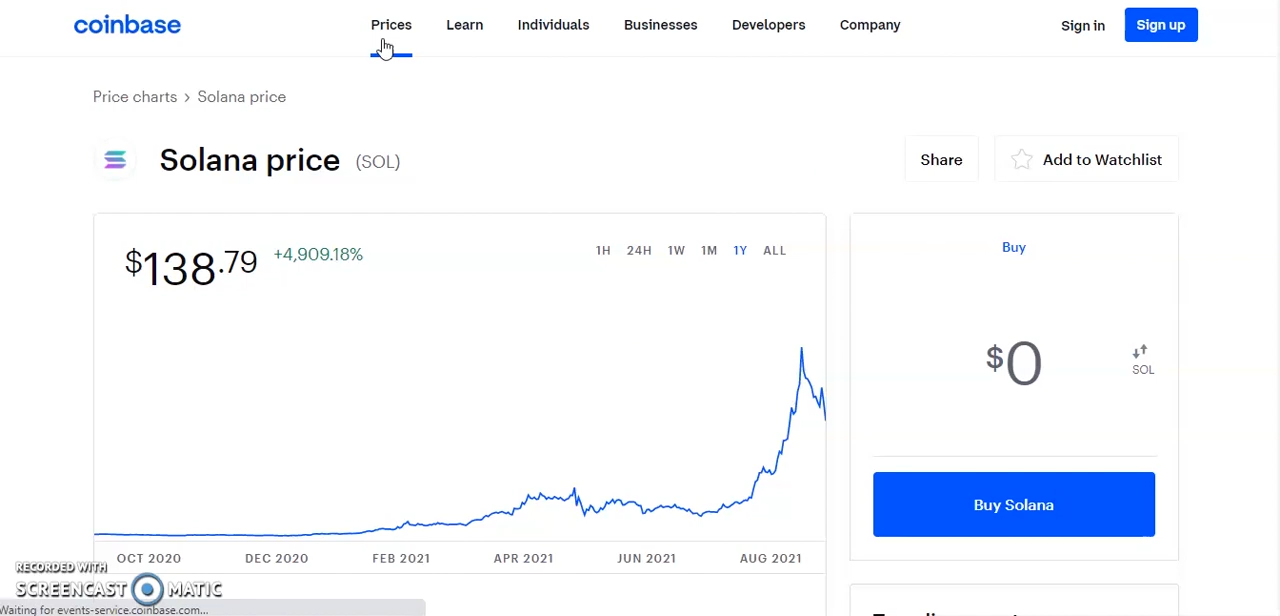 coinbase
Prices
Learn
Individuals
Businesses
Developers
Company
Sign in
Sign up
Price charts › Solana price
Solana price (SOL)
Share
Add to Watchlist
$138.79 +4,909.18%
1H 24H 1W 1M 1Y ALL
Buy
$0
SOL
Buy Solana
OCT 2020 DEC 2020 FEB 2021 APR 2021 JUN 2021 AUG 2021
RECORDED WITH
SCREENCAST MATIC
Waiting for events-service.coinbase.com...